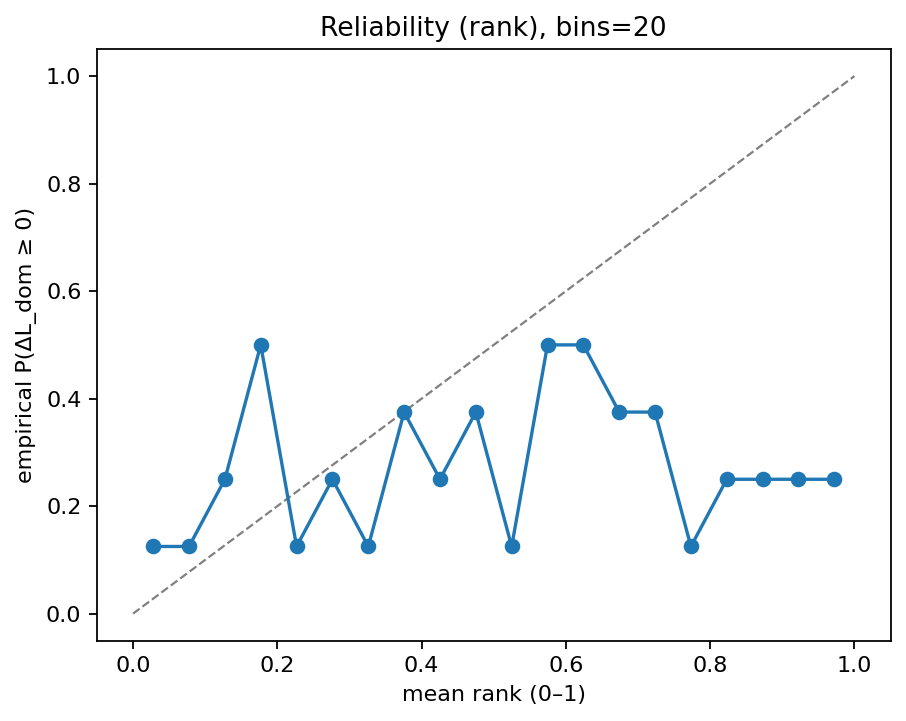 Reliability (rank), bins=20
empirical P(ΔL_dom ≥ 0)
1.0
0.8
0.6
0.4
0.2
0.0
0.0 0.2 0.4 0.6 0.8 1.0
mean rank (0–1)